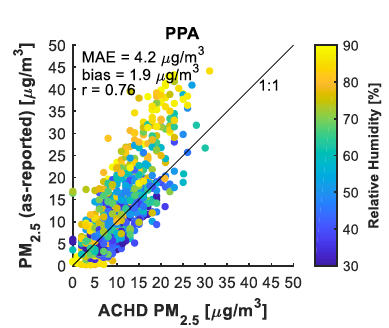 PPA
MAE = 4.2 μg/m³
bias = 1.9 μg/m³
r = 0.76
1:1
PM₂.₅ (as-reported) [μg/m³]
50
45
40
35
30
25
20
15
10
5
0
0 5 10 15 20 25 30 35 40 45 50
ACHD PM₂.₅ [μg/m³]
90
80
70
60
50
40
30
Relative Humidity [%]